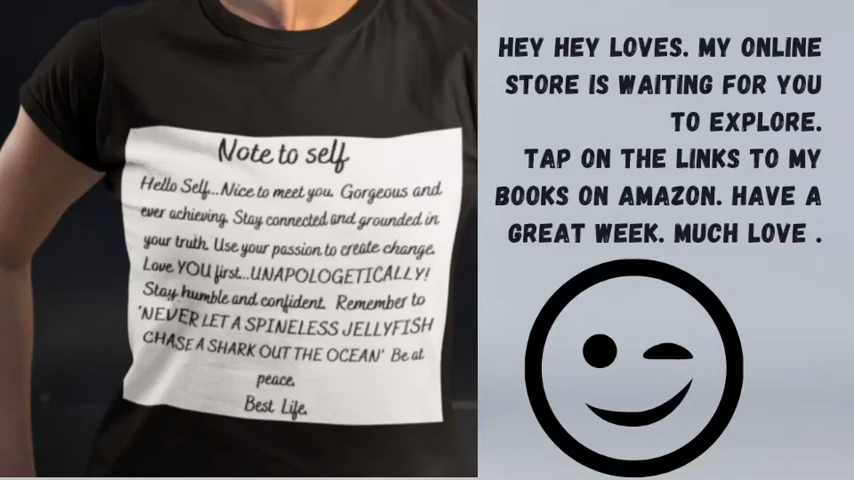 Note to self
Hello Self...Nice to meet you. Gorgeous and
ever achieving. Stay connected and grounded in
your truth. Use your passion to create change.
Love YOU first...UNAPOLOGETICALLY!
Stay humble and confident. Remember to
'NEVER LET A SPINELESS JELLYFISH
CHASE A SHARK OUT THE OCEAN' Be at
peace.
Best Life.
HEY HEY LOVES. MY ONLINE
STORE IS WAITING FOR YOU
TO EXPLORE.
TAP ON THE LINKS TO MY
BOOKS ON AMAZON. HAVE A
GREAT WEEK. MUCH LOVE .